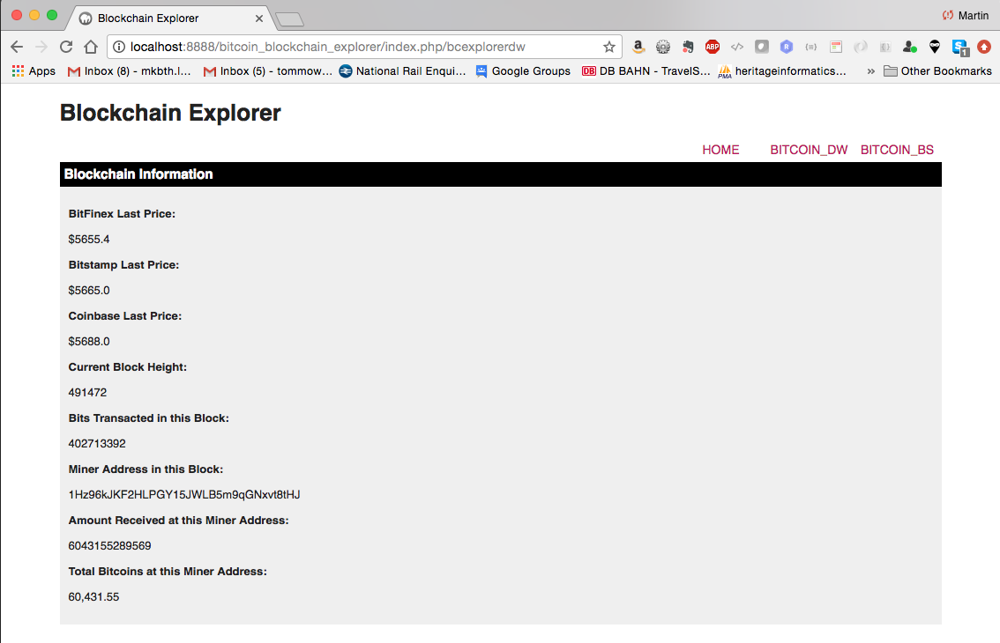 Blockchain Explorer
Martin
localhost:8888/bitcoin_blockchain_explorer/index.php/bcexplorerdw
Apps Inbox (8) - mkbth.l... Inbox (5) - tommow... National Rail Enqui... Google Groups DB BAHN - TravelS... heritageinformatics... » Other Bookmarks
Blockchain Explorer
HOME BITCOIN_DW BITCOIN_BS
Blockchain Information
BitFinex Last Price:
$5655.4
Bitstamp Last Price:
$5665.0
Coinbase Last Price:
$5688.0
Current Block Height:
491472
Bits Transacted in this Block:
402713392
Miner Address in this Block:
1Hz96kJKF2HLPGY15JWLB5m9qGNxvt8tHJ
Amount Received at this Miner Address:
6043155289569
Total Bitcoins at this Miner Address:
60,431.55